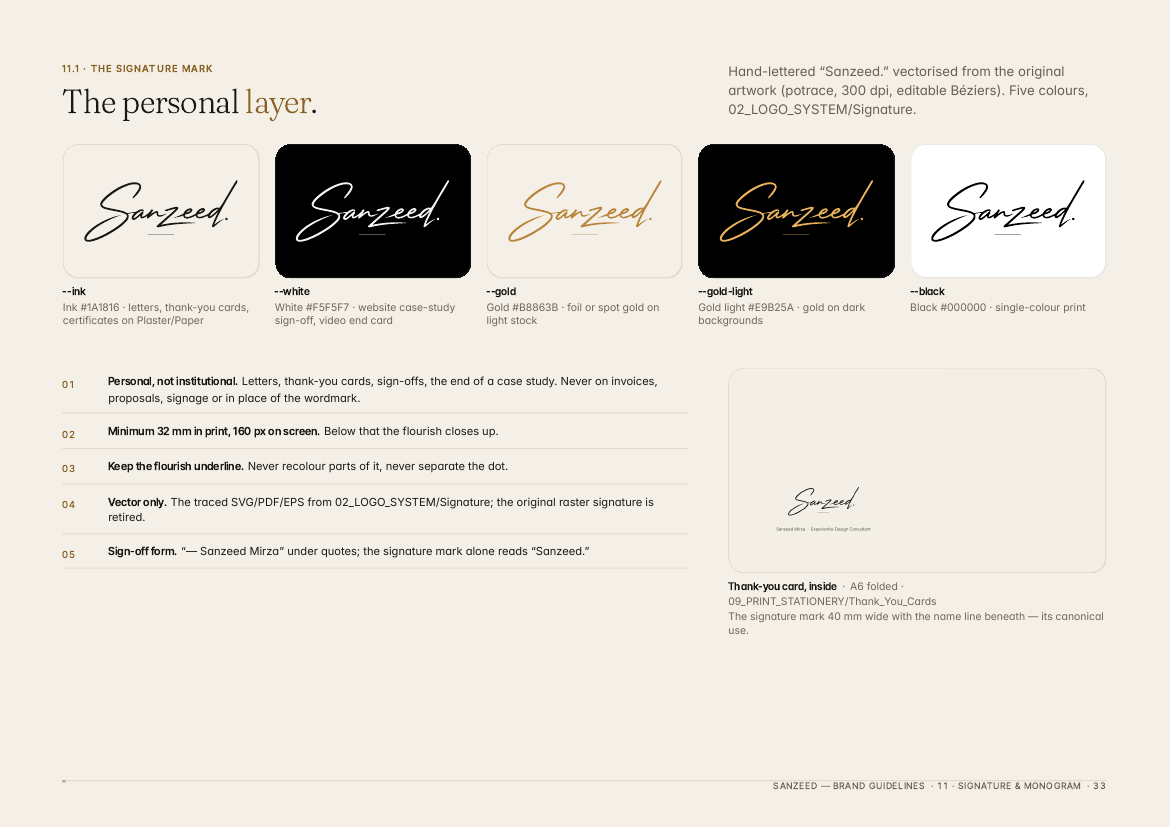 11.1 · THE SIGNATURE MARK
The personal layer.
Hand-lettered “Sanzeed.” vectorised from the original
artwork (potrace, 300 dpi, editable Béziers). Five colours,
02_LOGO_SYSTEM/Signature.
Sanzeed.
Sanzeed.
Sanzeed.
Sanzeed.
Sanzeed.
--ink
Ink #1A1816 · letters, thank-you cards,
certificates on Plaster/Paper
--white
White #F5F5F7 · website case-study
sign-off, video end card
--gold
Gold #B8863B · foil or spot gold on
light stock
--gold-light
Gold light #E9B25A · gold on dark
backgrounds
--black
Black #000000 · single-colour print
01 Personal, not institutional. Letters, thank-you cards, sign-offs, the end of a case study. Never on invoices,
proposals, signage or in place of the wordmark.
02 Minimum 32 mm in print, 160 px on screen. Below that the flourish closes up.
03 Keep the flourish underline. Never recolour parts of it, never separate the dot.
04 Vector only. The traced SVG/PDF/EPS from 02_LOGO_SYSTEM/Signature; the original raster signature is
retired.
05 Sign-off form. “— Sanzeed Mirza” under quotes; the signature mark alone reads “Sanzeed.”
Sanzeed.
Sanzeed Mirza · Experiential Design Consultant
Thank-you card, inside · A6 folded ·
09_PRINT_STATIONERY/Thank_You_Cards
The signature mark 40 mm wide with the name line beneath — its canonical
use.
SANZEED — BRAND GUIDELINES · 11 · SIGNATURE & MONOGRAM · 33